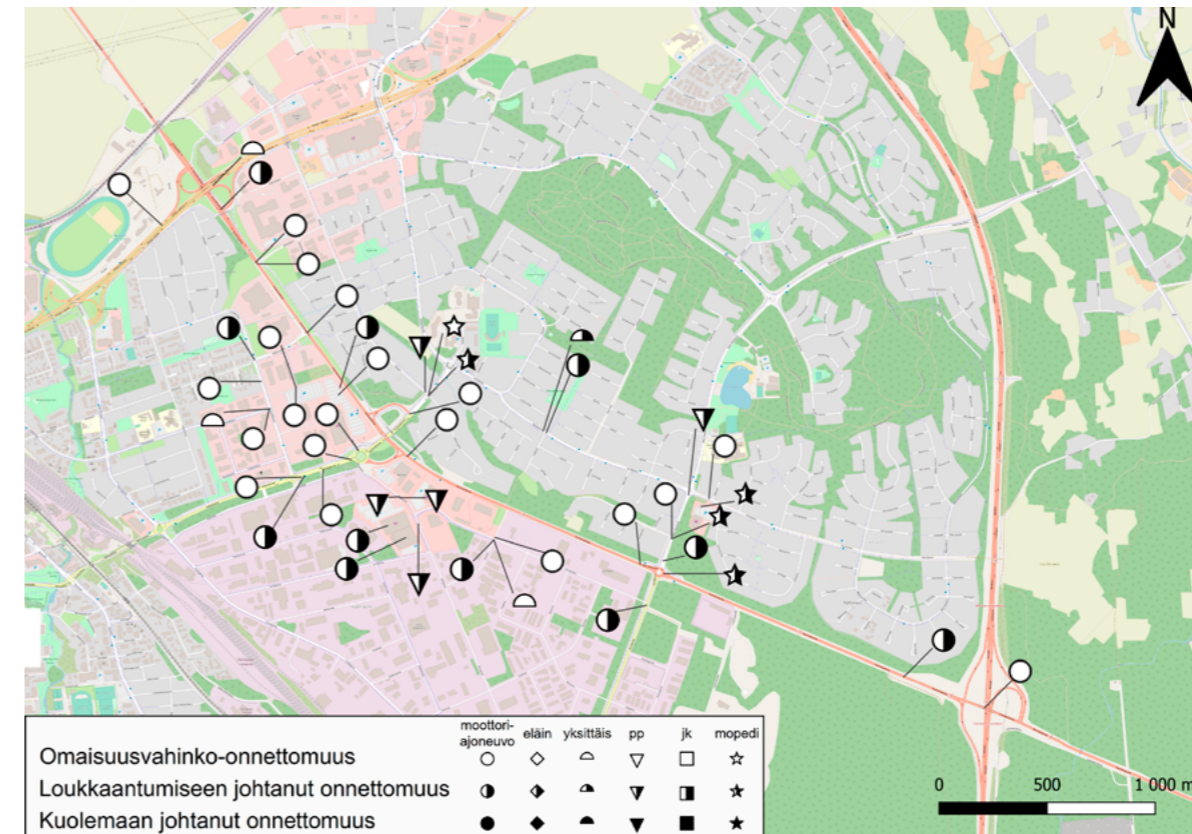 N
moottori-
ajoneuvo eläin yksittäis pp jk mopedi
Omaisuusvahinko-onnettomuus
Loukkaantumiseen johtanut onnettomuus
Kuolemaan johtanut onnettomuus
0 500 1 000 m